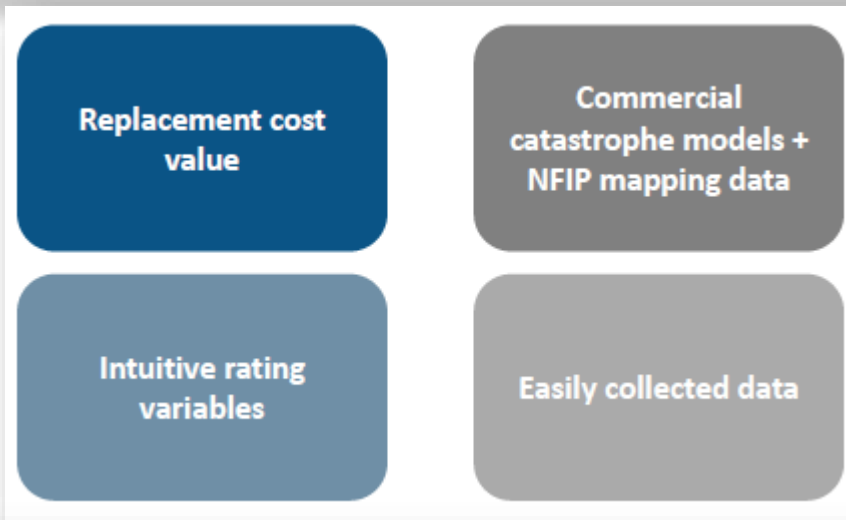 Replacement cost
value
Commercial
catastrophe models +
NFIP mapping data
Intuitive rating
variables
Easily collected data